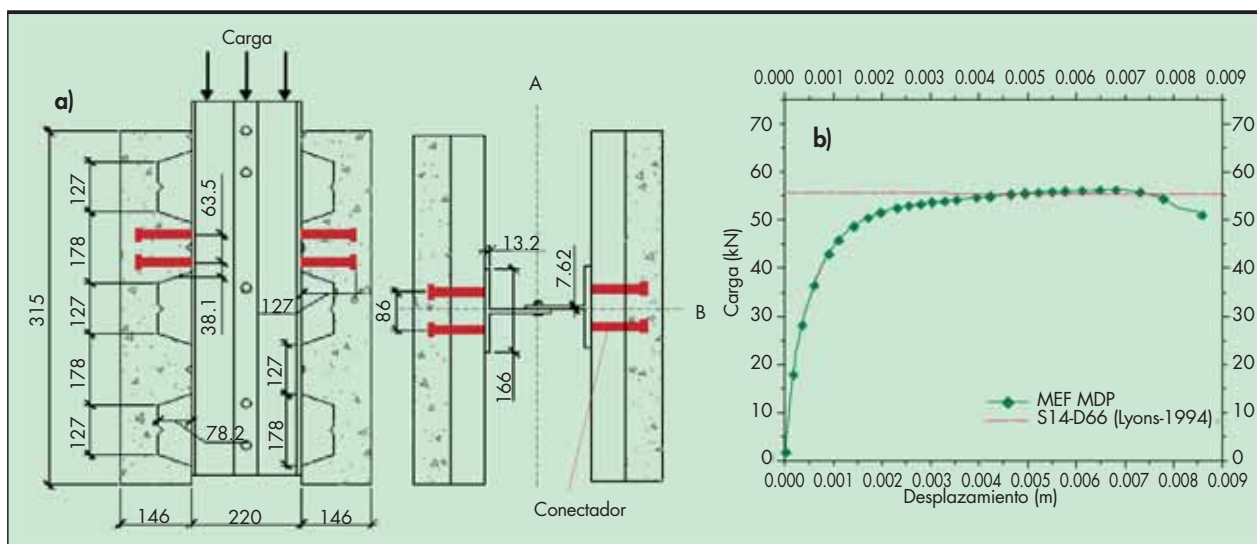 Carga
a)
315
127
178
127
178
127
63.5
38.1
127
127
178
78.2
146
220
146
A
13.2
7.62
86
166
B
Conectador
b)
0.000 0.001 0.002 0.003 0.004 0.005 0.006 0.007 0.008 0.009
70
60
50
40
30
20
10
0
Carga (kN)
70
60
50
40
30
20
10
0
MEF MDP
S14-D66 (Lyons-1994)
0.000 0.001 0.002 0.003 0.004 0.005 0.006 0.007 0.008 0.009
Desplazamiento (m)